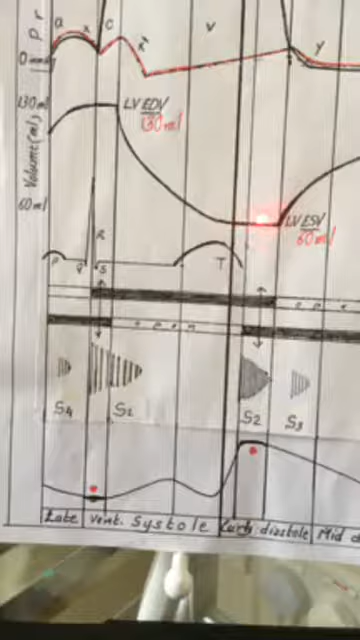 P r
a x c x' v y
0 mm
130 ml
LV EDV
130 ml
Volume (ml)
60 ml
LV ESV
60 ml
P q R S T
o p e
o p e n
S4 S1 S2 S3
Late Vent. Systole Early diastole Mid d